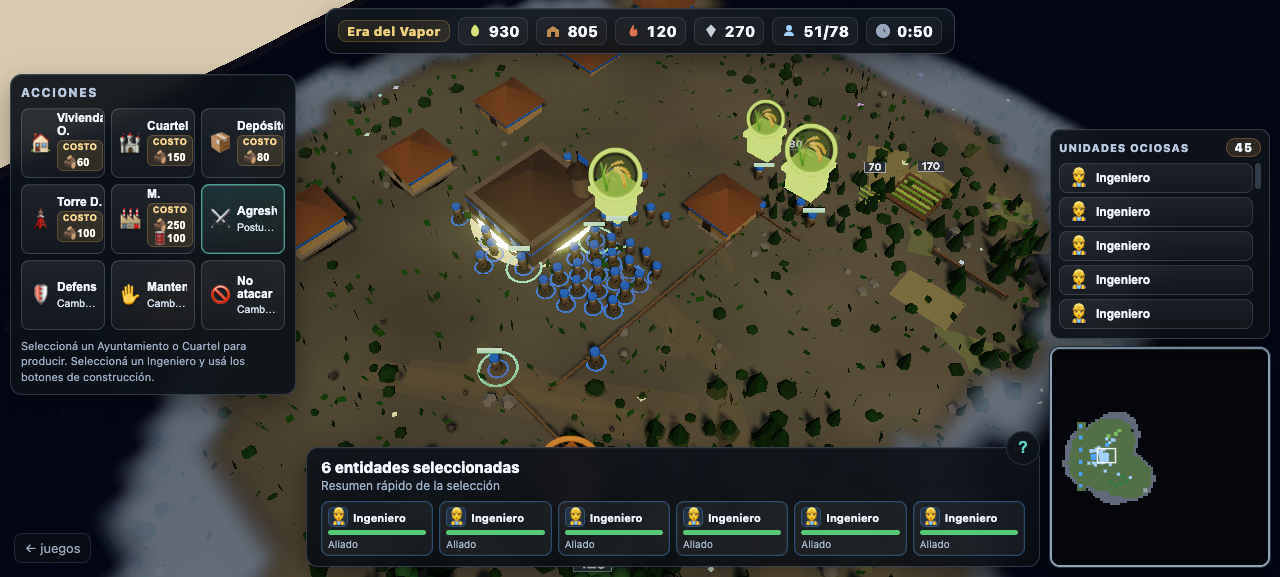 Era del Vapor
930
805
120
270
51/78
0:50
ACCIONES
Vivienda
O.
COSTO
60
Cuartel
COSTO
150
Depósito
COSTO
80
Torre D.
COSTO
100
M.
COSTO
250
100
Agresiv
Postu...
Defens
Camb...
Manten
Camb...
No
atacar
Camb...
Seleccioná un Ayuntamiento o Cuartel para
producir. Seleccioná un Ingeniero y usá los
botones de construcción.
70
170
UNIDADES OCIOSAS
45
Ingeniero
Ingeniero
Ingeniero
Ingeniero
Ingeniero
?
6 entidades seleccionadas
Resumen rápido de la selección
Ingeniero
Aliado
Ingeniero
Aliado
Ingeniero
Aliado
Ingeniero
Aliado
Ingeniero
Aliado
Ingeniero
Aliado
← juegos